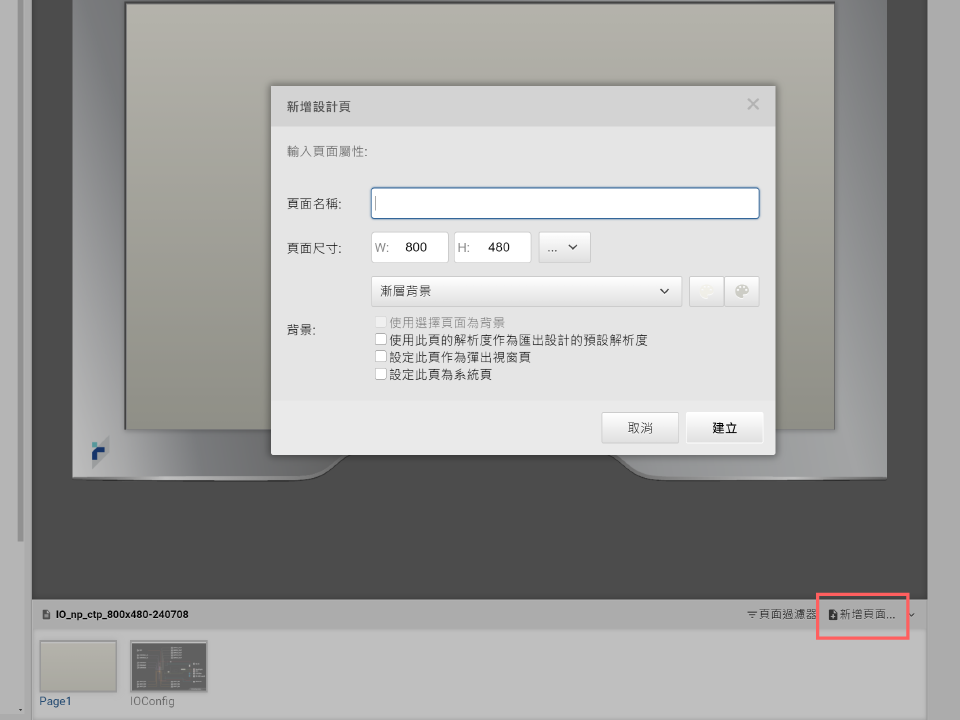 新增設計頁
輸入頁面屬性:
頁面名稱:
頁面尺寸: W: 800 H: 480 ...
漸層背景
背景:
使用選擇頁面為背景
使用此頁的解析度作為匯出設計的預設解析度
設定此頁作為彈出視窗頁
設定此頁為系統頁
取消 建立
IO_np_ctp_800x480-240708 頁面過濾器 新增頁面...
Page1 IOConfig